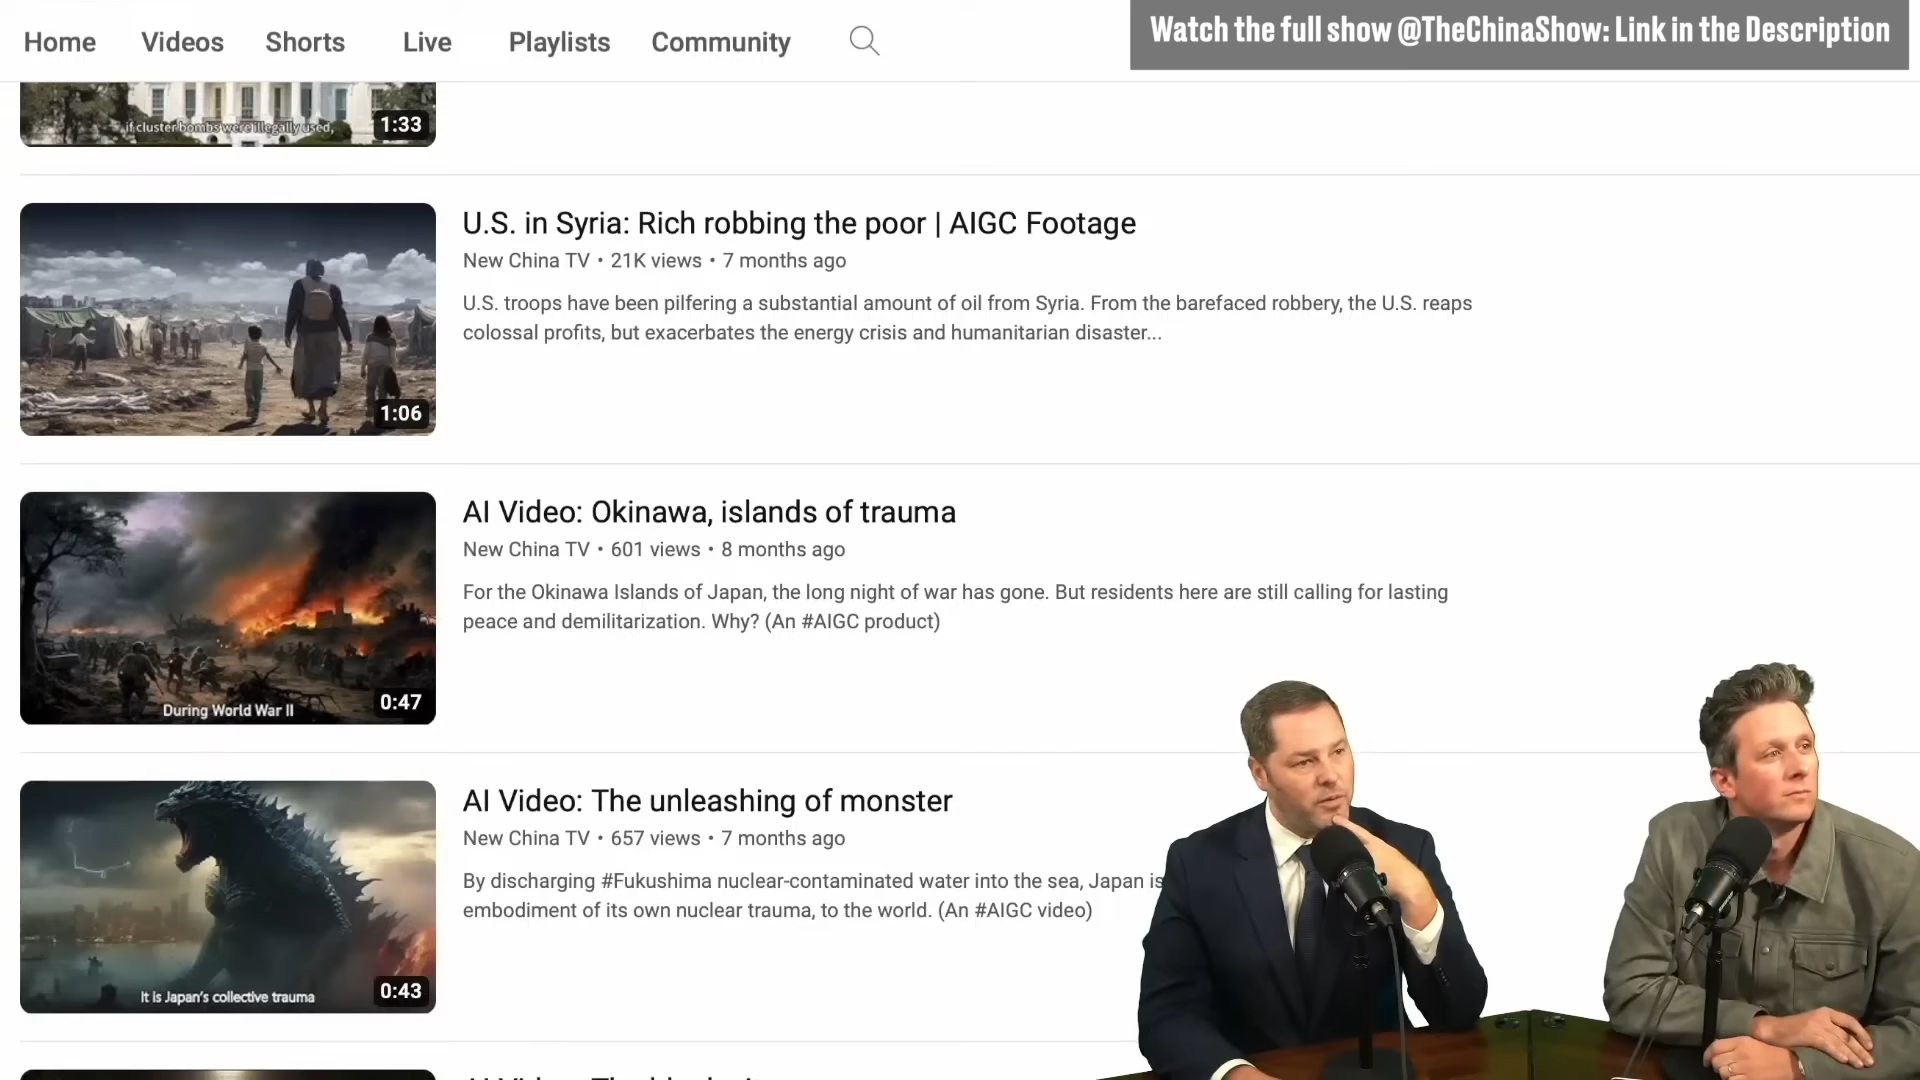 Home Videos Shorts Live Playlists Community
Watch the full show @TheChinaShow: Link in the Description
if cluster bombs were illegally used,
1:33
U.S. in Syria: Rich robbing the poor | AIGC Footage
New China TV • 21K views • 7 months ago
U.S. troops have been pilfering a substantial amount of oil from Syria. From the barefaced robbery, the U.S. reaps
colossal profits, but exacerbates the energy crisis and humanitarian disaster...
1:06
AI Video: Okinawa, islands of trauma
New China TV • 601 views • 8 months ago
For the Okinawa Islands of Japan, the long night of war has gone. But residents here are still calling for lasting
peace and demilitarization. Why? (An #AIGC product)
During World War II
0:47
AI Video: The unleashing of monster
New China TV • 657 views • 7 months ago
By discharging #Fukushima nuclear-contaminated water into the sea, Japan is
embodiment of its own nuclear trauma, to the world. (An #AIGC video)
It is Japan's collective trauma
0:43